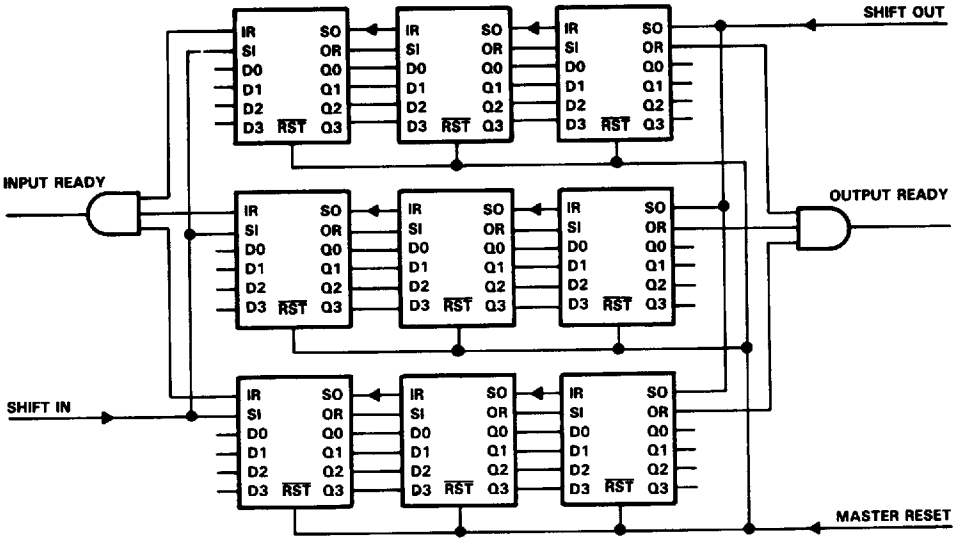 SHIFT OUT
IR SO IR SO IR SO
SI OR SI OR SI OR
D0 Q0 D0 Q0 D0 Q0
D1 Q1 D1 Q1 D1 Q1
D2 Q2 D2 Q2 D2 Q2
D3 RST Q3 D3 RST Q3 D3 RST Q3
INPUT READY
OUTPUT READY
IR SO IR SO IR SO
SI OR SI OR SI OR
D0 Q0 D0 Q0 D0 Q0
D1 Q1 D1 Q1 D1 Q1
D2 Q2 D2 Q2 D2 Q2
D3 RST Q3 D3 RST Q3 D3 RST Q3
IR SO IR SO IR SO
SHIFT IN
SI OR SI OR SI OR
D0 Q0 D0 Q0 D0 Q0
D1 Q1 D1 Q1 D1 Q1
D2 Q2 D2 Q2 D2 Q2
D3 RST Q3 D3 RST Q3 D3 RST Q3
MASTER RESET